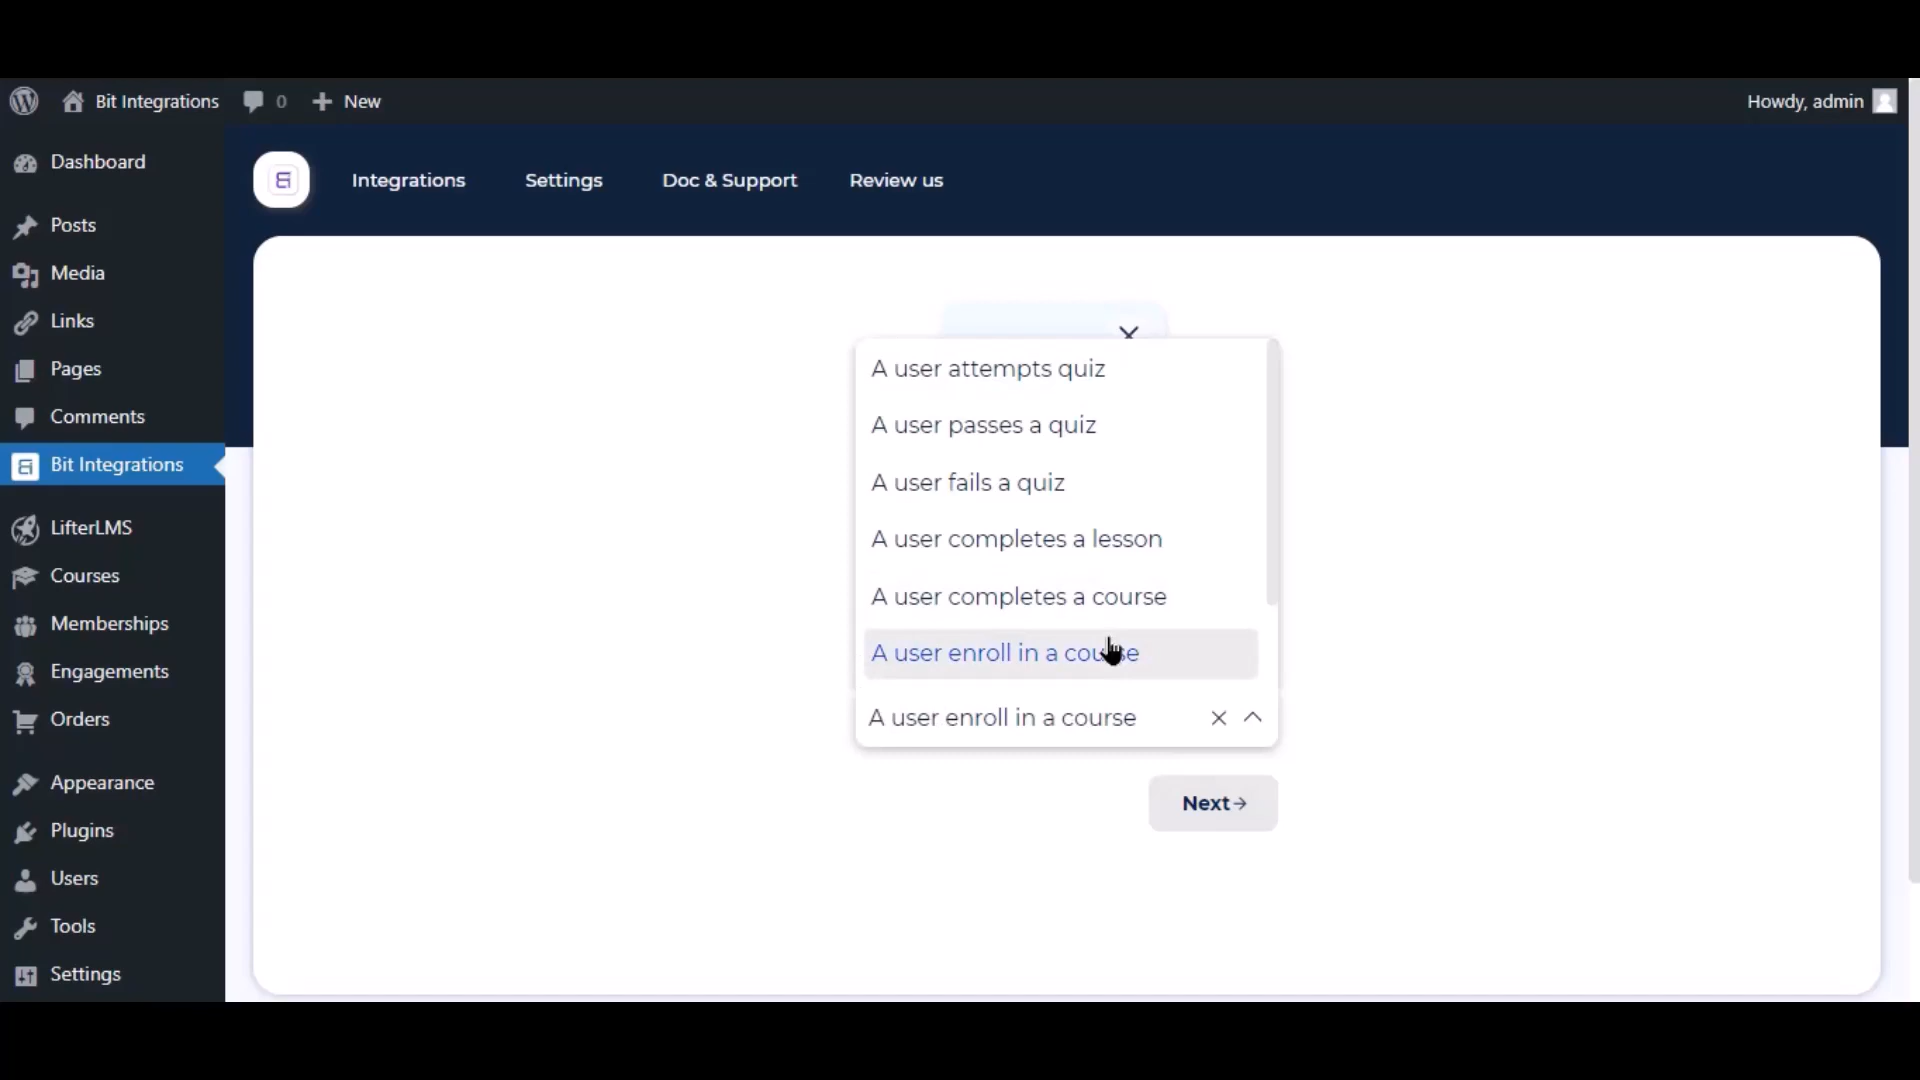 Bit Integrations 0 New Howdy, admin
Dashboard
Posts
Media
Links
Pages
Comments
Bit Integrations
LifterLMS
Courses
Memberships
Engagements
Orders
Appearance
Plugins
Users
Tools
Settings
Integrations Settings Doc & Support Review us
A user attempts quiz
A user passes a quiz
A user fails a quiz
A user completes a lesson
A user completes a course
A user enroll in a course
A user enroll in a course
Next